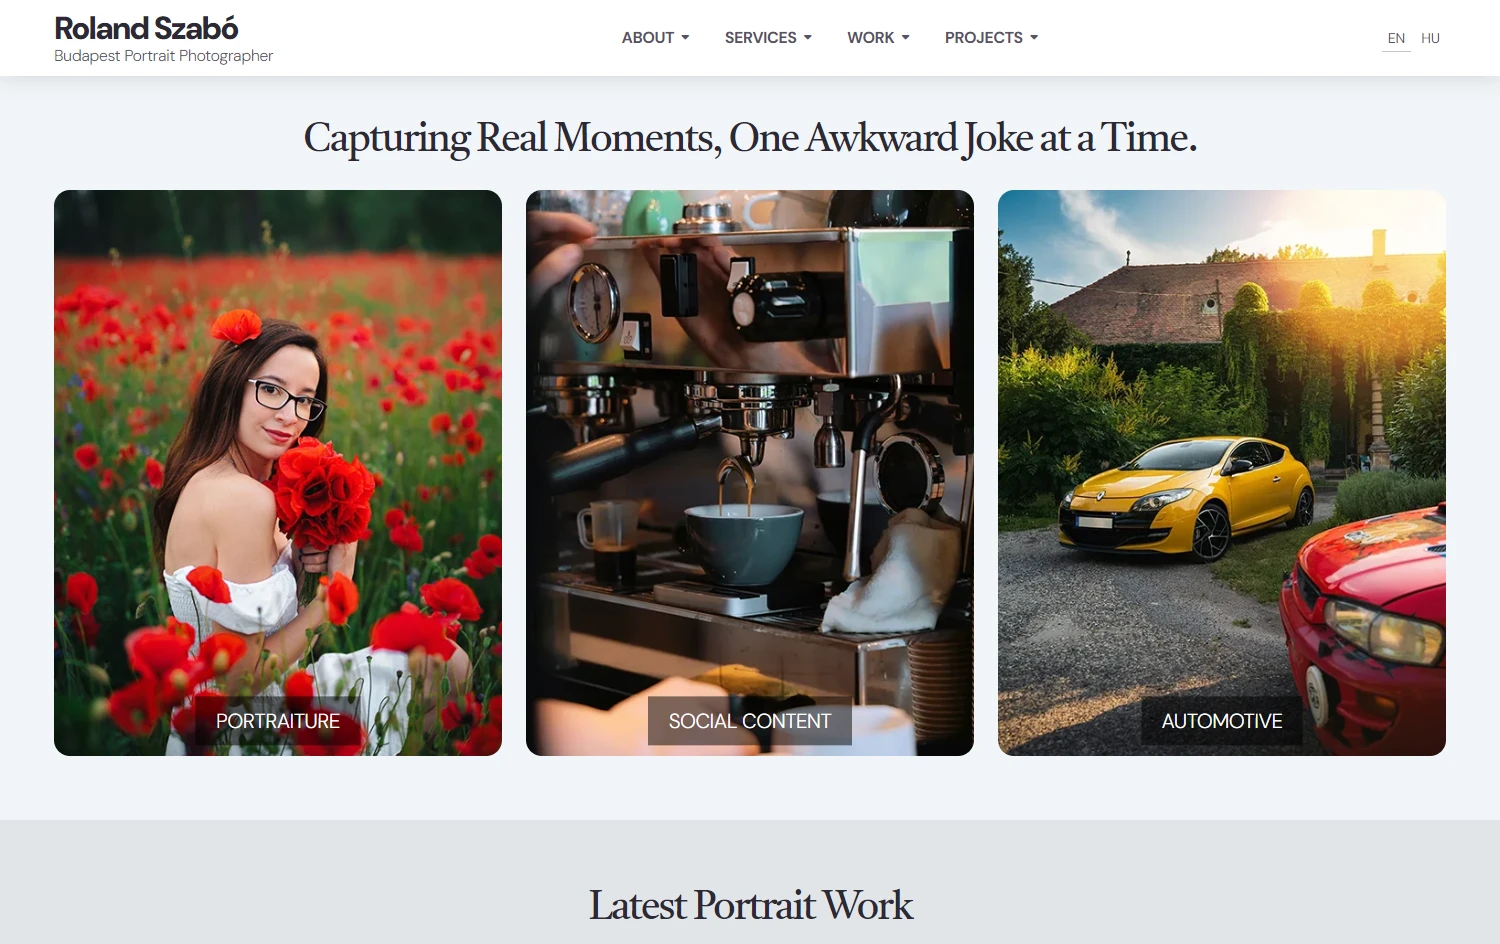 Roland Szabó
Budapest Portrait Photographer
ABOUT
SERVICES
WORK
PROJECTS
EN
HU
Capturing Real Moments, One Awkward Joke at a Time.
PORTRAITURE
SOCIAL CONTENT
AUTOMOTIVE
Latest Portrait Work